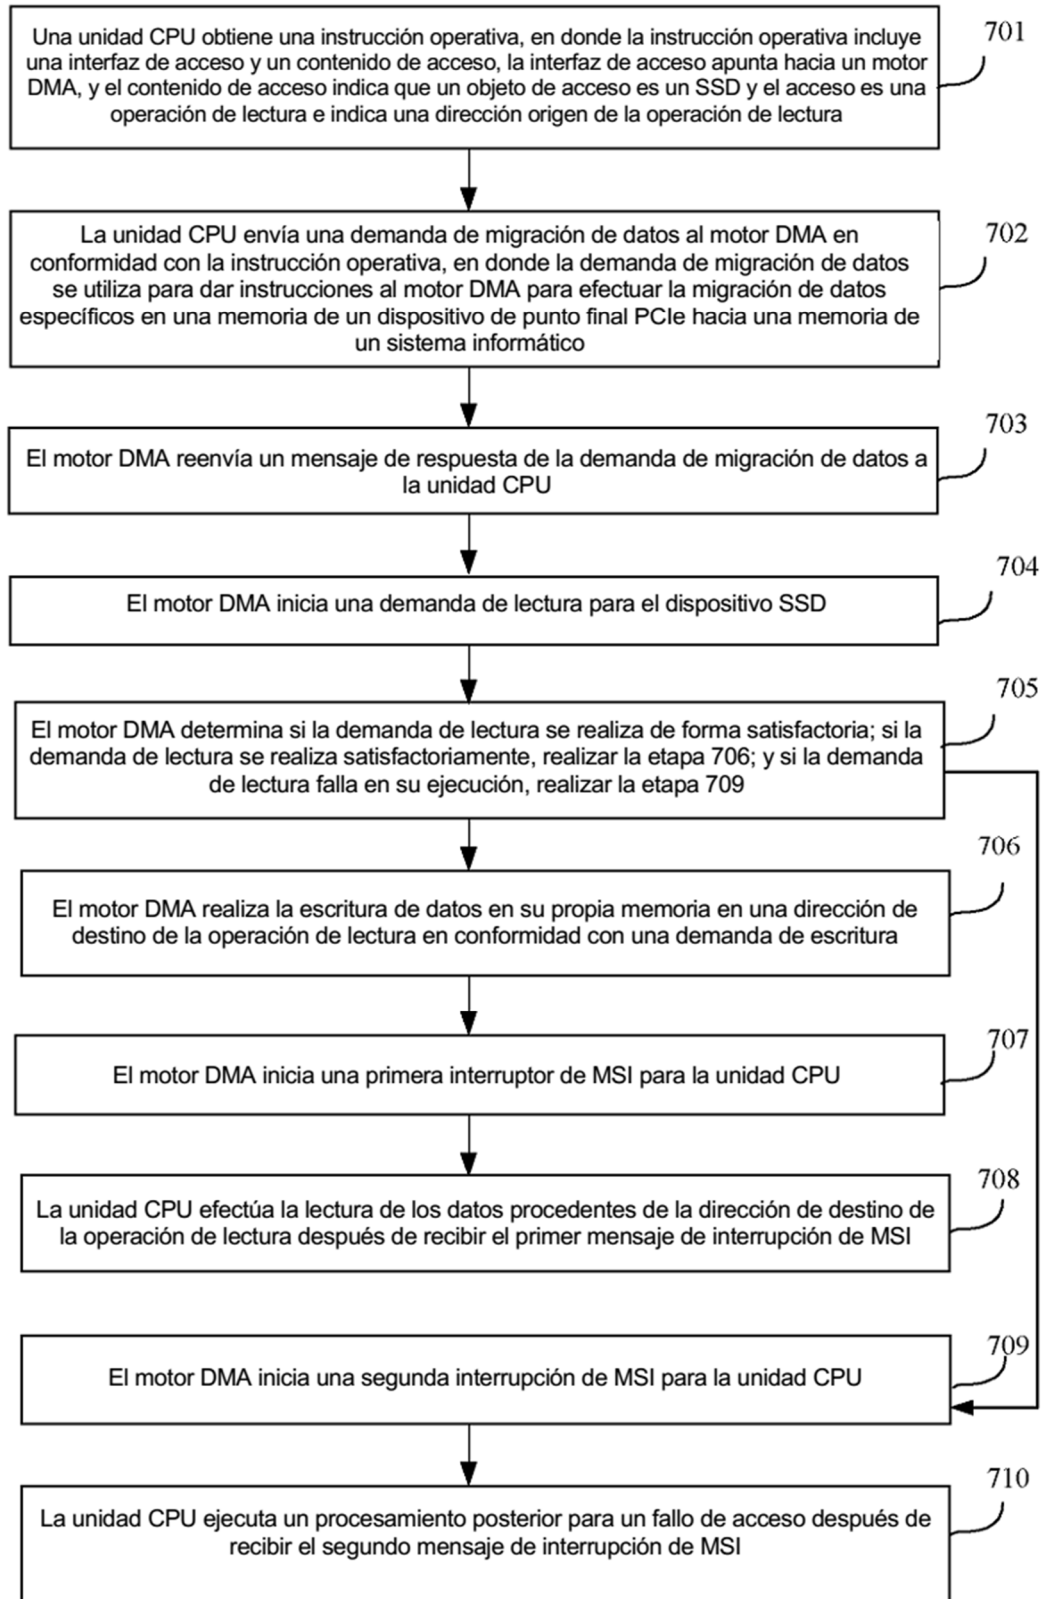 Una unidad CPU obtiene una instrucción operativa, en donde la instrucción operativa incluye
una interfaz de acceso y un contenido de acceso, la interfaz de acceso apunta hacia un motor
DMA, y el contenido de acceso indica que un objeto de acceso es un SSD y el acceso es una
operación de lectura e indica una dirección origen de la operación de lectura
701
La unidad CPU envía una demanda de migración de datos al motor DMA en
conformidad con la instrucción operativa, en donde la demanda de migración de datos
se utiliza para dar instrucciones al motor DMA para efectuar la migración de datos
específicos en una memoria de un dispositivo de punto final PCIe hacia una memoria de
un sistema informático
702
El motor DMA reenvía un mensaje de respuesta de la demanda de migración de datos a
la unidad CPU
703
El motor DMA inicia una demanda de lectura para el dispositivo SSD
704
El motor DMA determina si la demanda de lectura se realiza de forma satisfactoria; si la
demanda de lectura se realiza satisfactoriamente, realizar la etapa 706; y si la demanda
de lectura falla en su ejecución, realizar la etapa 709
705
El motor DMA realiza la escritura de datos en su propia memoria en una dirección de
destino de la operación de lectura en conformidad con una demanda de escritura
706
El motor DMA inicia una primera interruptor de MSI para la unidad CPU
707
La unidad CPU efectúa la lectura de los datos procedentes de la dirección de destino de
la operación de lectura después de recibir el primer mensaje de interrupción de MSI
708
El motor DMA inicia una segunda interrupción de MSI para la unidad CPU
709
La unidad CPU ejecuta un procesamiento posterior para un fallo de acceso después de
recibir el segundo mensaje de interrupción de MSI
710